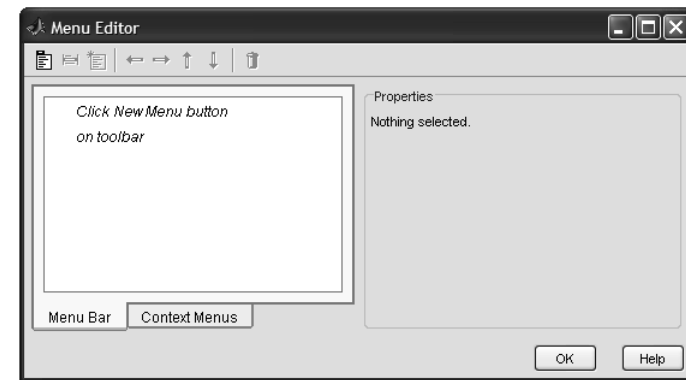 Menu Editor
Click New Menu button
on toolbar
Properties
Nothing selected.
Menu Bar
Context Menus
OK
Help